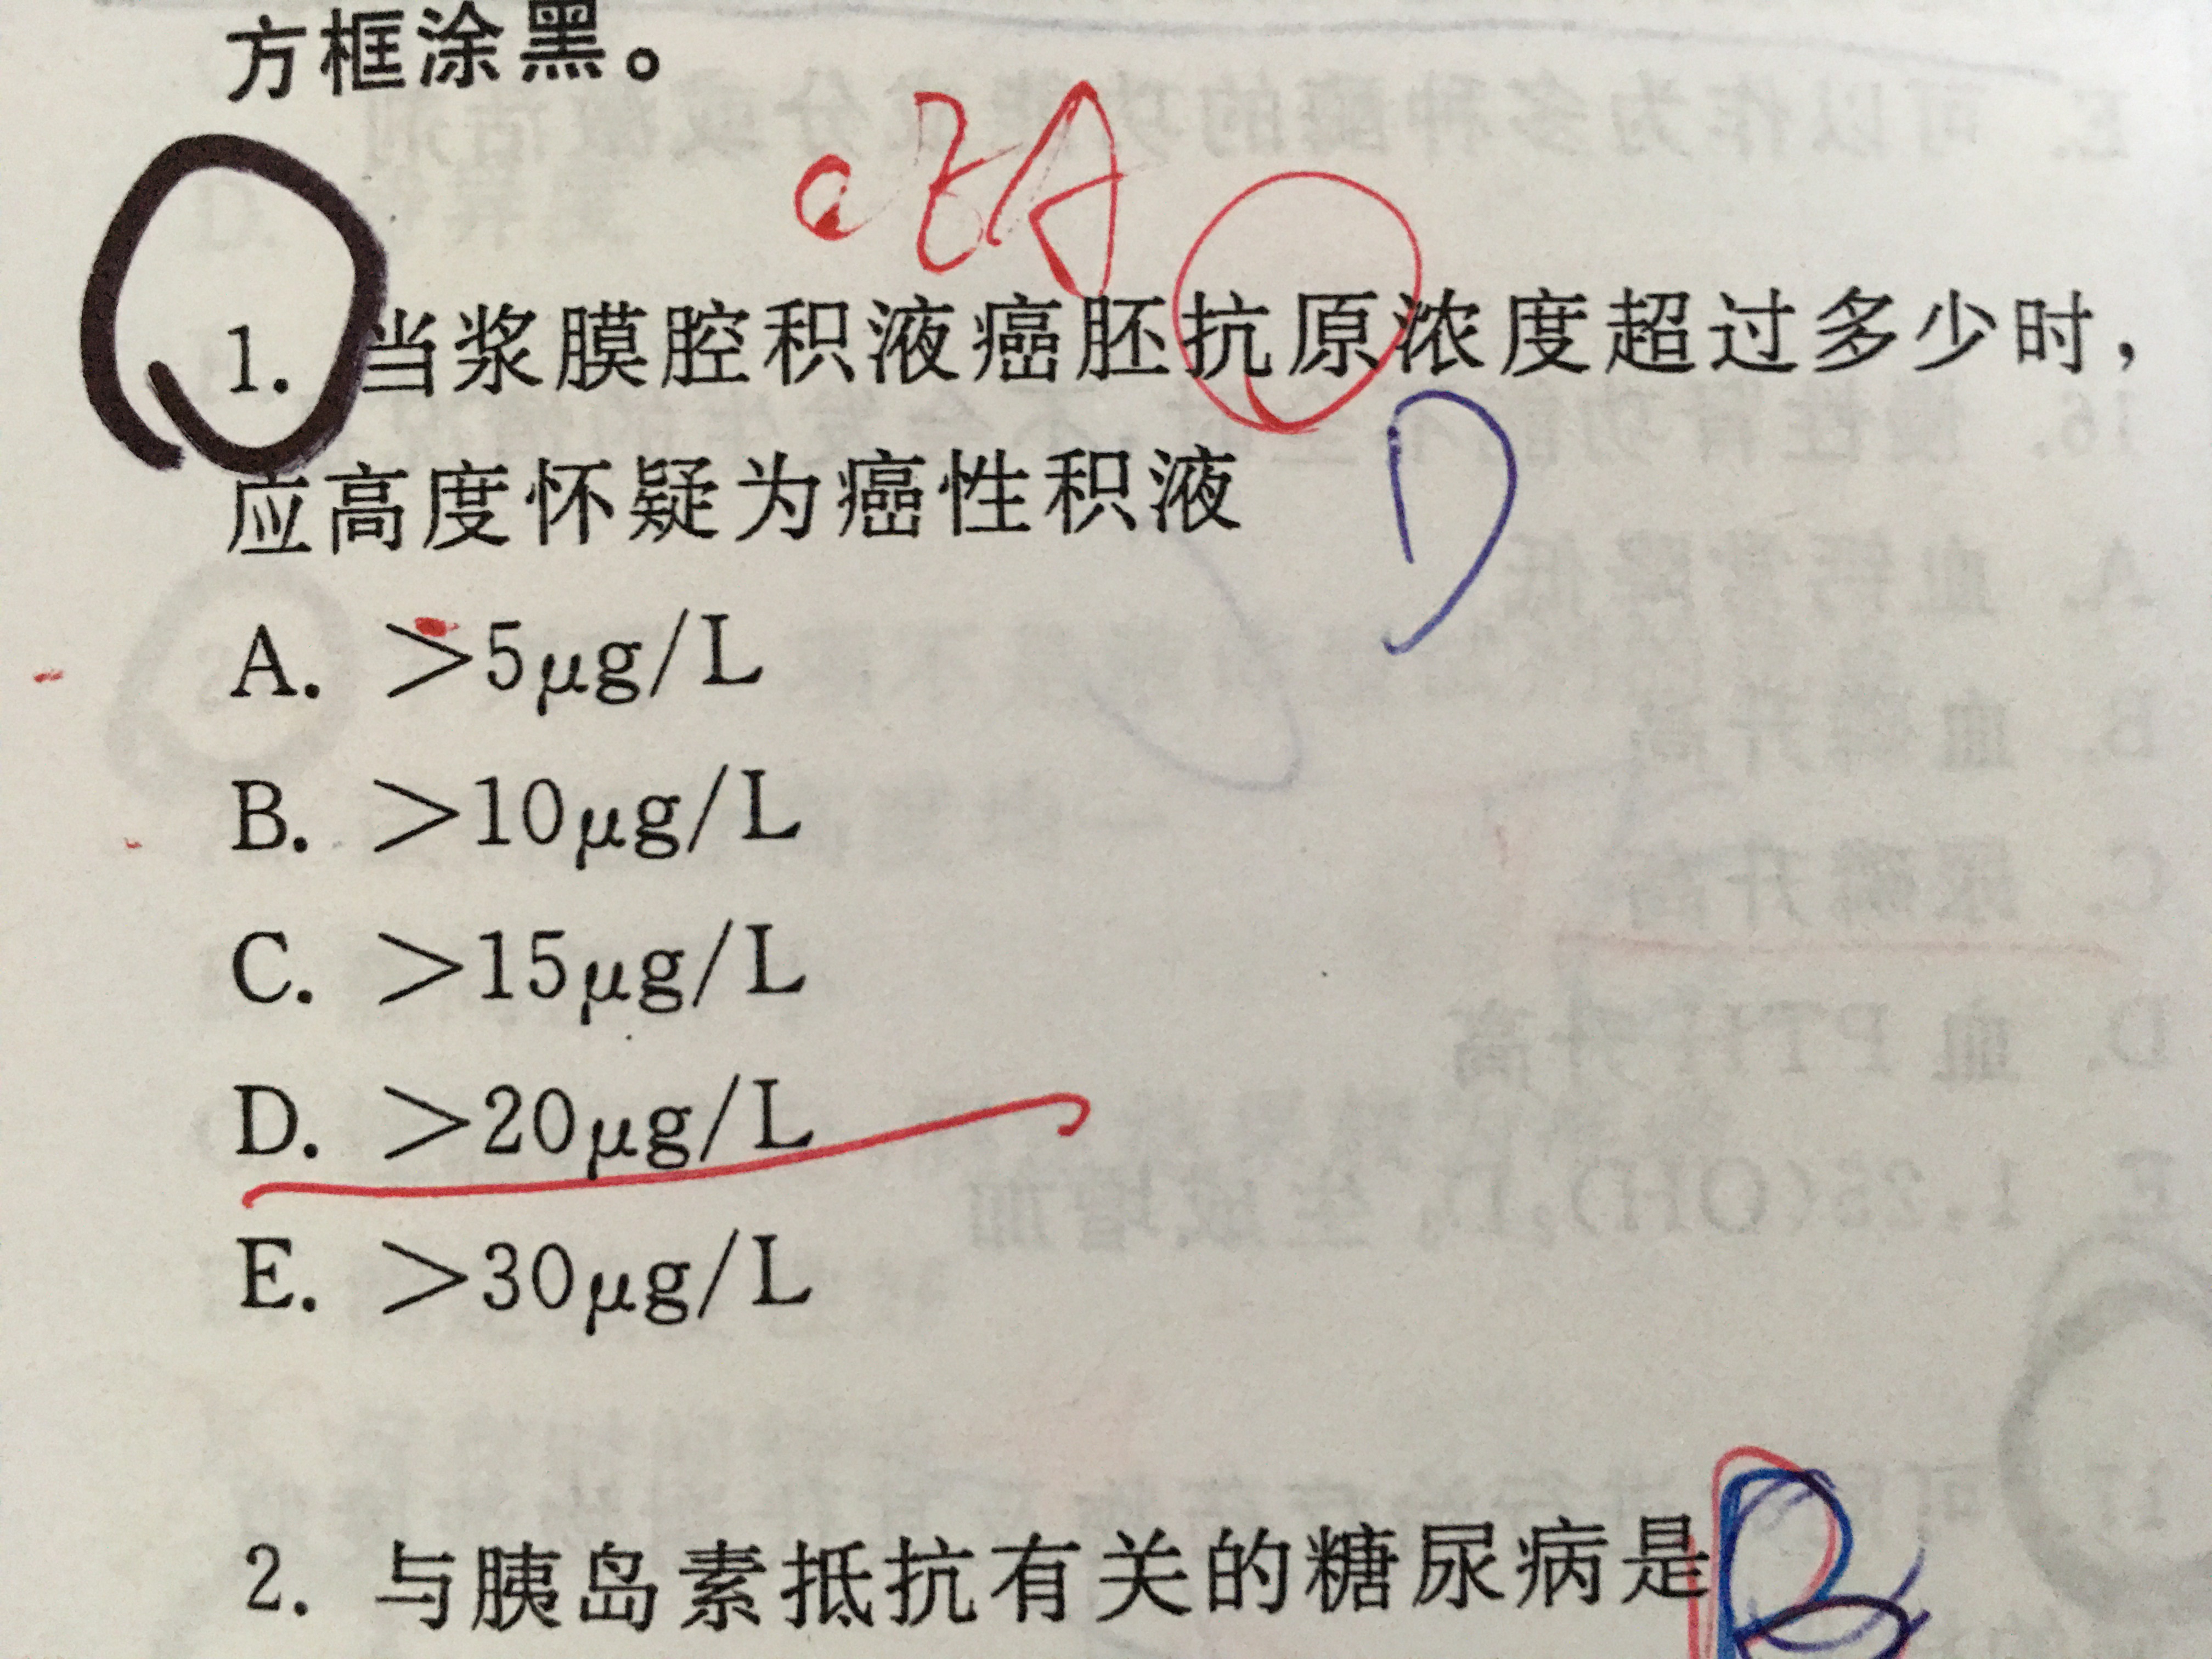 方框涂黑。
1. 当浆膜腔积液癌胚抗原浓度超过多少时，
应高度怀疑为癌性积液
A. >5μg/L
B. >10μg/L
C. >15μg/L
D. >20μg/L
E. >30μg/L
2. 与胰岛素抵抗有关的糖尿病是
B